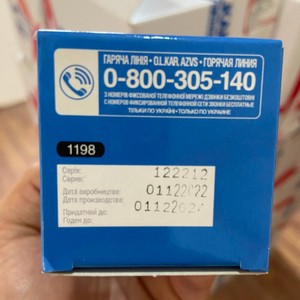 ГАРЯЧА ЛІНІЯ · O.L.KAR. AZVS · ГОРЯЧАЯ ЛИНИЯ
0-800-305-140
З НОМЕРІВ ФІКСОВАНОЇ ТЕЛЕФОННОЇ МЕРЕЖІ ДЗВІНКИ БЕЗКОШТОВНІ
С НОМЕРОВ ФИКСИРОВАННОЙ ТЕЛЕФОННОЙ СЕТИ ЗВОНКИ БЕСПЛАТНЫЕ
ТІЛЬКИ ПО УКРАЇНІ · ТОЛЬКО ПО УКРАИНЕ
1198
Серія: 122212
Серия:
Дата виробництва: 01122022
Дата производства:
Придатний до: 01122024
Годен до: